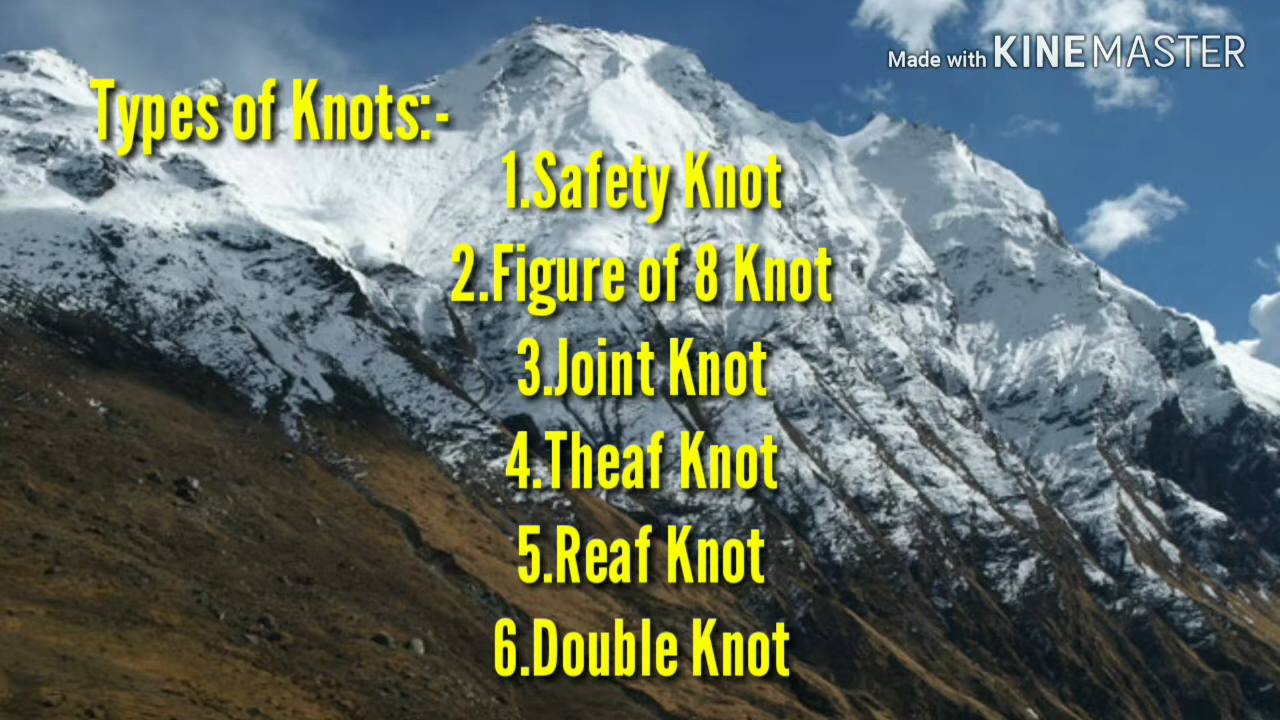 Made with KINEMASTER
Types of Knots:-
1.Safety Knot
2.Figure of 8 Knot
3.Joint Knot
4.Theaf Knot
5.Reaf Knot
6.Double Knot